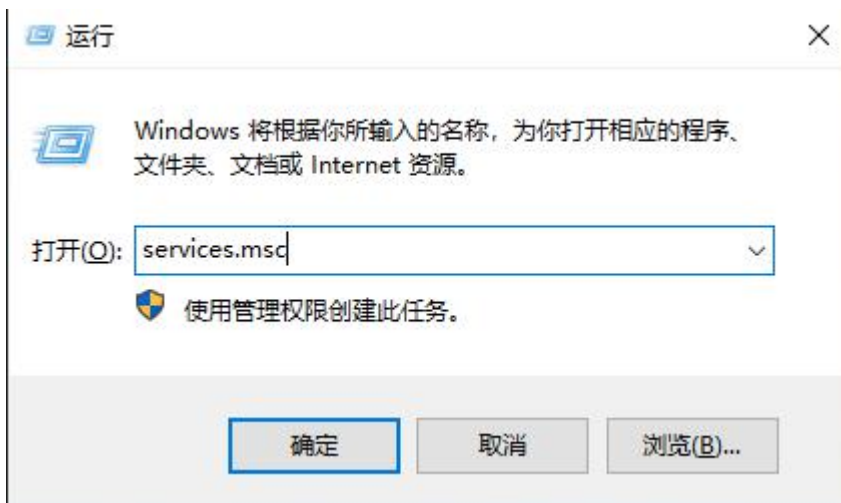 运行
Windows 将根据你所输入的名称，为你打开相应的程序、
文件夹、文档或 Internet 资源。
打开(O): services.msc
使用管理权限创建此任务。
确定 取消 浏览(B)...